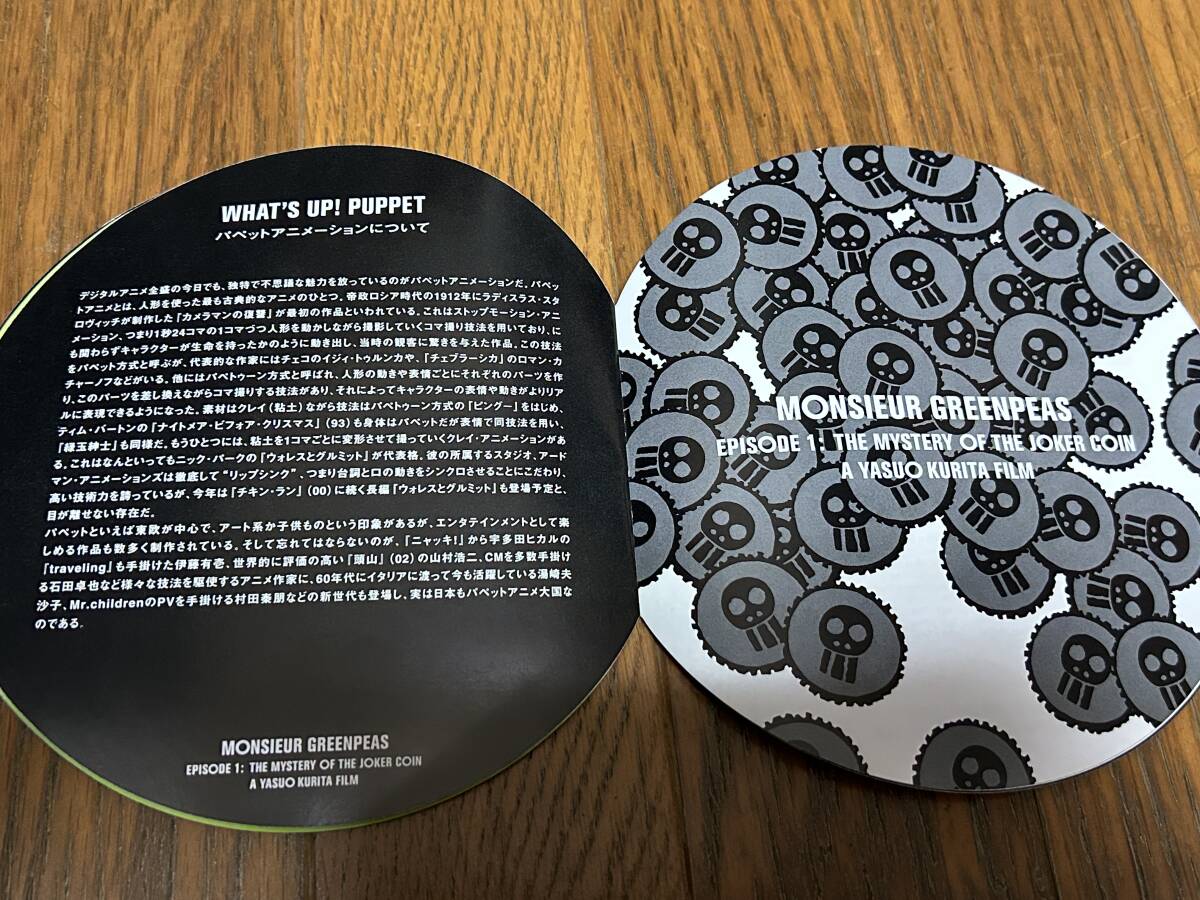 WHAT'S UP! PUPPET
パペットアニメーションについて
デジタルアニメ全盛の今日でも、独特で不思議な魅力を放っているのがパペットアニメーションだ。パペッ
トアニメとは、人形を使った最も古典的なアニメのひとつ。帝政ロシア時代の1912年にラディスラス・スタ
ロヴィッチが制作した「カメラマンの復讐」が最初の作品といわれている。これはストップモーション・アニ
メーション、つまり1秒24コマの1コマづつ人形を動かしながら撮影していくコマ撮り技法を用いており、に
も関わらずキャラクターが生命を持ったかのように動き出し、当時の観客に驚きを与えた作品。この技法
をパペット方式と呼ぶが、代表的な作家にはチェコのイジィ・トゥルンカや、「チェブラーシカ」のロマン・カ
チャーノフなどがいる。他にはパペトゥーン方式と呼ばれ、人形の動きや表情ごとにそれぞれのパーツを作
り、このパーツを差し換えながらコマ撮りする技法があり、それによってキャラクターの表情や動きがよりリア
ルに表現できるようになった。素材はクレイ（粘土）ながら技法はパペトゥーン方式の「ピングー」をはじめ、
ティム・バートンの「ナイトメア・ビフォア・クリスマス」（93）も身体はパペットだが表情で同技法を用い、
「緑玉紳士」も同様だ。もうひとつには、粘土を1コマごとに変形させて撮っていくクレイ・アニメーションがあ
る。これはなんといってもニック・パークの「ウォレスとグルミット」が代表格。彼の所属するスタジオ、アード
マン・アニメーションズは徹底して“リップシンク”、つまり台詞と口の動きをシンクロさせることにこだわり、
高い技術力を誇っているが、今年は「チキン・ラン」（00）に続く長編「ウォレスとグルミット」も登場予定と、
目が離せない存在だ。
パペットといえば東欧が中心で、アート系か子供ものという印象があるが、エンタテインメントとして楽
しめる作品も数多く制作されている。そして忘れてはならないのが、「ニャッキ!」から宇多田ヒカルの
「traveling」も手掛けた伊藤有壱、世界的に評価の高い「頭山」（02）の山村浩二、CMを多数手掛け
る石田卓也など様々な技法を駆使するアニメ作家に、60年代にイタリアに渡って今も活躍している湯崎夫
沙子、Mr.childrenのPVを手掛ける村田朋泰などの新世代も登場し、実は日本もパペットアニメ大国な
のである。
MONSIEUR GREENPEAS
EPISODE 1: THE MYSTERY OF THE JOKER COIN
A YASUO KURITA FILM
MONSIEUR GREENPEAS
EPISODE 1: THE MYSTERY OF THE JOKER COIN
A YASUO KURITA FILM